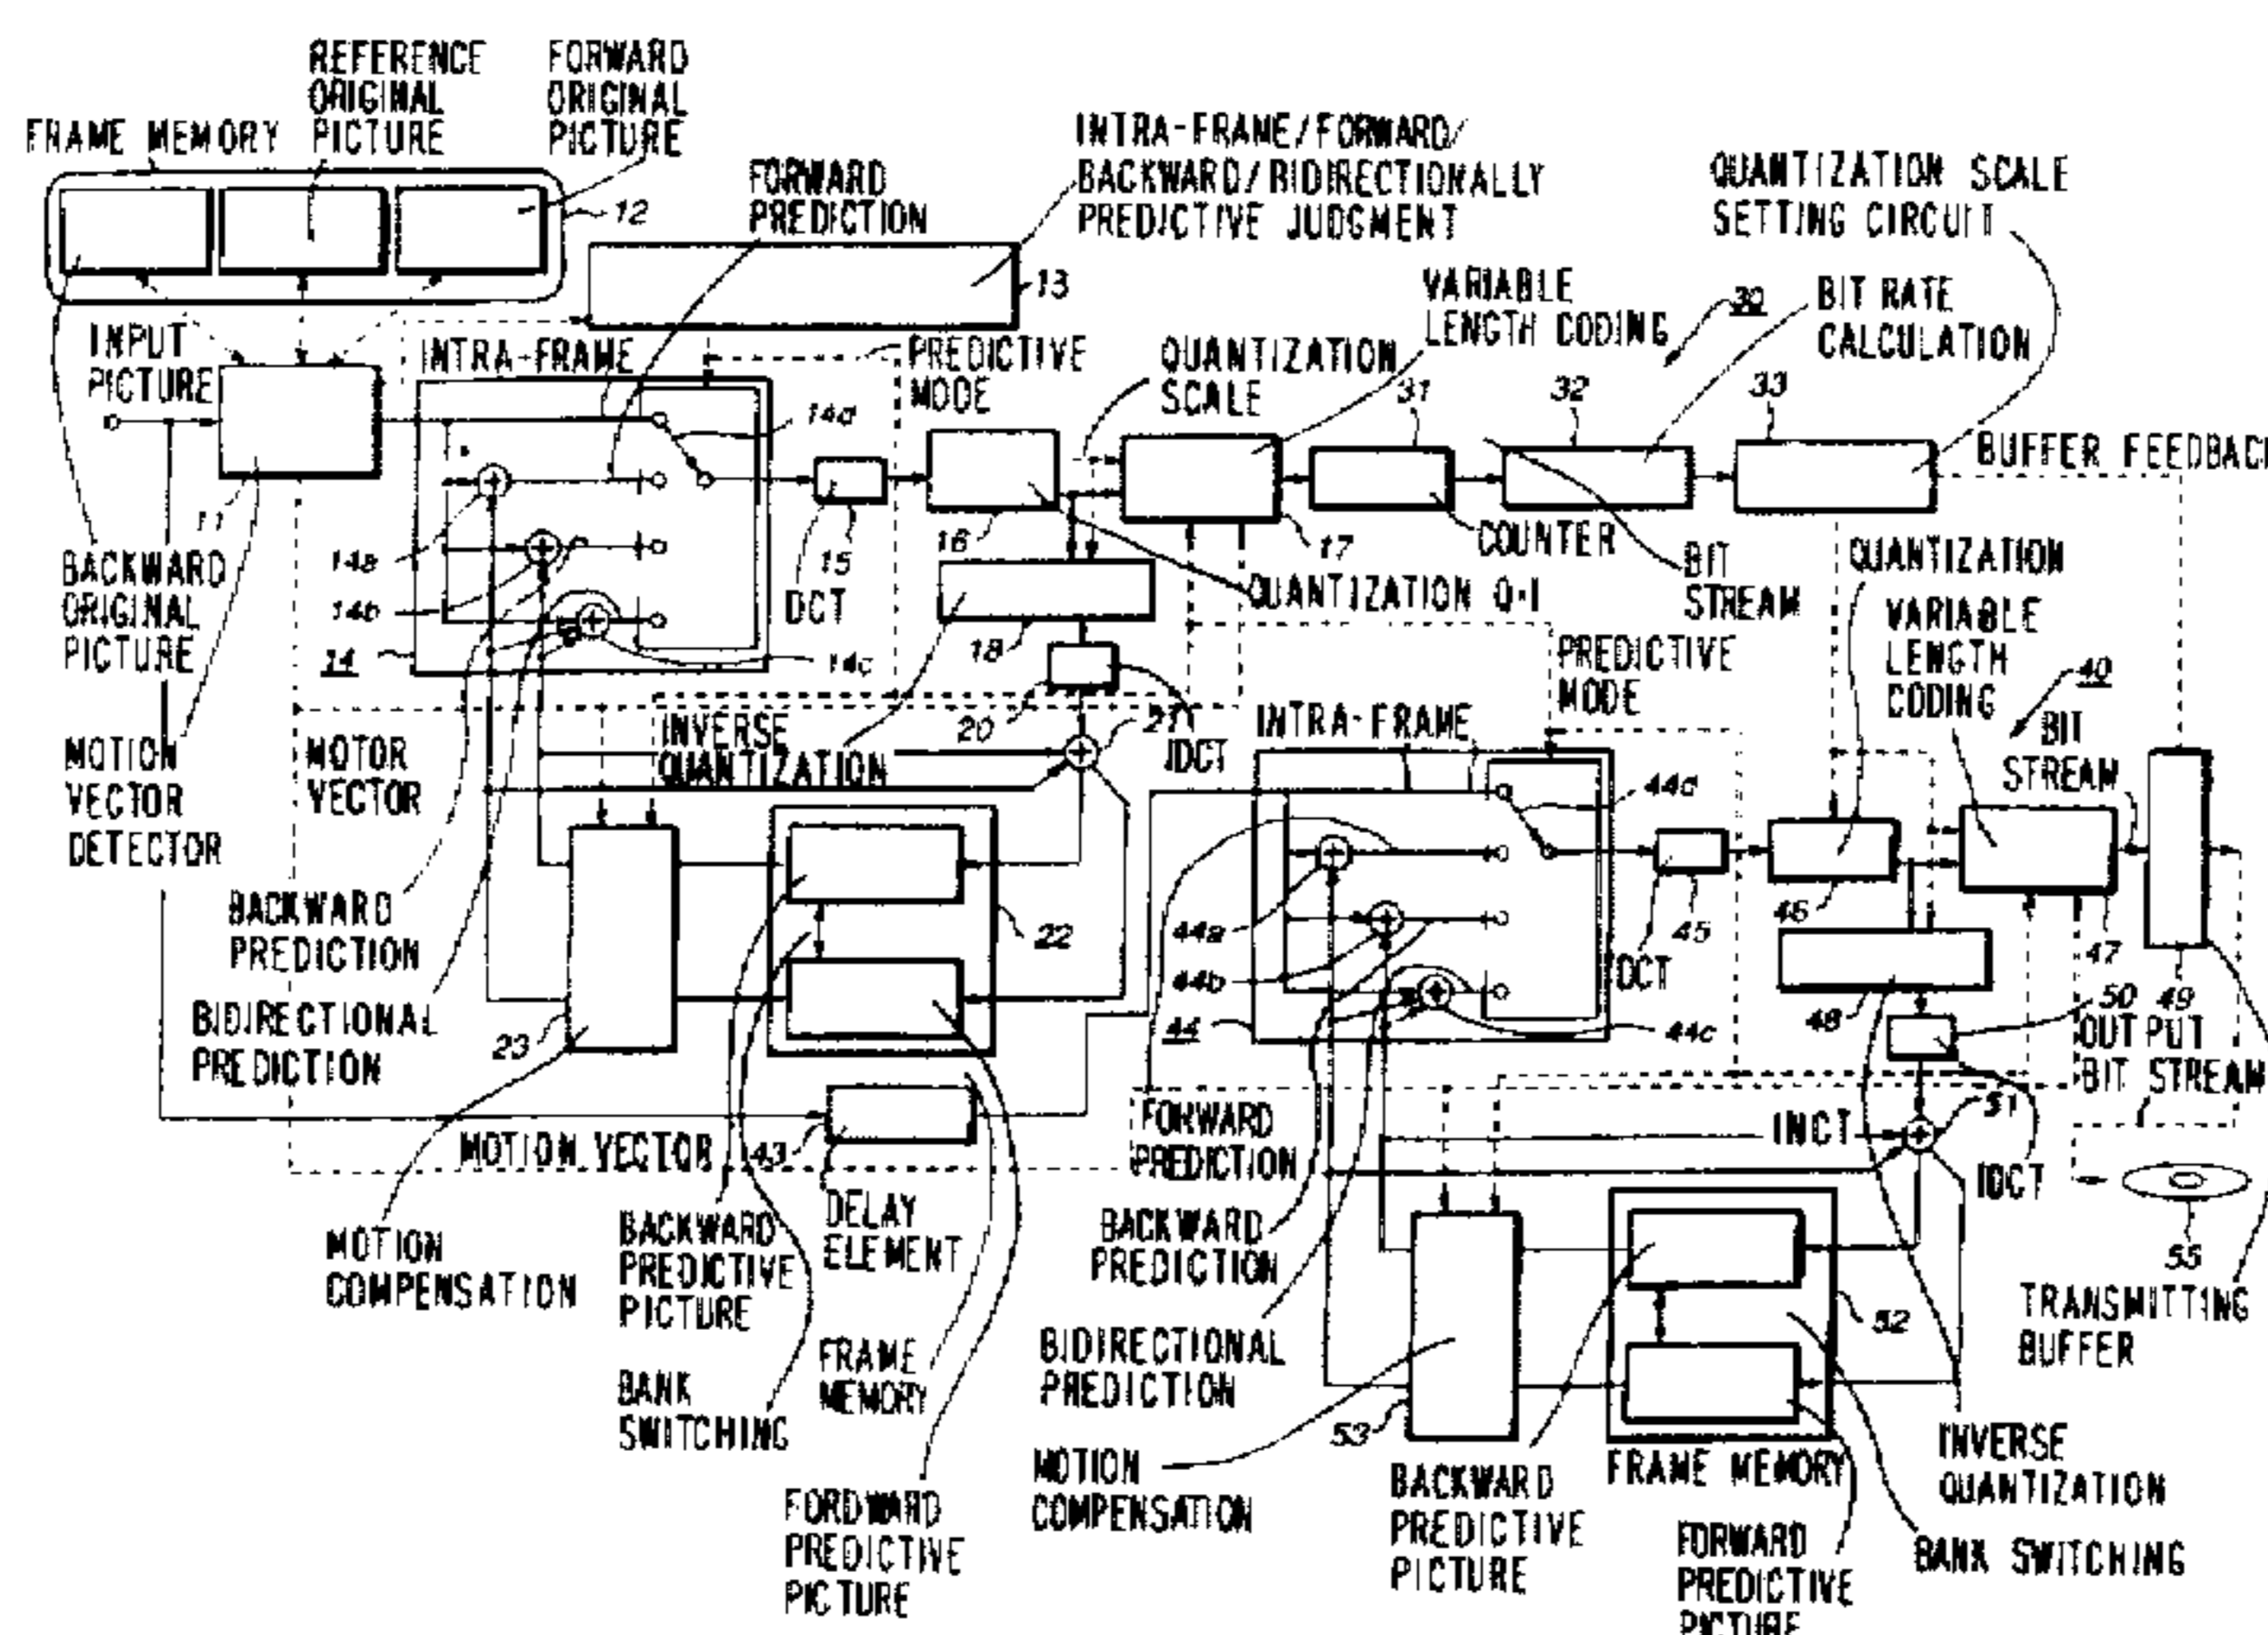 FRAME MEMORY
REFERENCE
ORIGINAL
PICTURE
FORWARD
ORIGINAL
PICTURE
12
FORWARD
PREDICTION
INTRA-FRAME/FORWARD/
BACKWARD/BIDIRECTIONALLY
PREDICTIVE JUDGMENT
13
QUANTIZATION SCALE
SETTING CIRCUIT
INPUT
PICTURE
11
INTRA-FRAME
PREDICTIVE
MODE
QUANTIZATION
SCALE
VARIABLE
LENGTH CODING
30
BIT RATE
CALCULATION
31
32
33
14d
BUFFER FEEDBACK
14a
14b
14c
14
15
DCT
16
17
COUNTER
BIT
STREAM
QUANTIZATION
QUANTIZATION Q-1
18
20
21
IDCT
BACKWARD
ORIGINAL
PICTURE
MOTION
VECTOR
DETECTOR
MOTOR
VECTOR
INVERSE
QUANTIZATION
INTRA-FRAME
PREDICTIVE
MODE
VARIABLE
LENGTH
CODING
40
BIT
STREAM
BACKWARD
PREDICTION
BIDIRECTIONAL
PREDICTION
23
22
44d
44a
44b
44c
44
45
DCT
46
47
48
49
50
OUTPUT
BIT STREAM
43
MOTION VECTOR
DELAY
ELEMENT
FORWARD
PREDICTION
INCT
51
IDCT
55
MOTION
COMPENSATION
BACKWARD
PREDICTIVE
PICTURE
BANK
SWITCHING
FRAME
MEMORY
FORDWARD
PREDICTIVE
PICTURE
BACKWARD
PREDICTION
BIDIRECTIONAL
PREDICTION
MOTION
COMPENSATION
53
52
TRANSMITTING
BUFFER
BACKWARD
PREDICTIVE
PICTURE
FRAME MEMORY
FORWARD
PREDICTIVE
PICTURE
INVERSE
QUANTIZATION
BANK SWITCHING